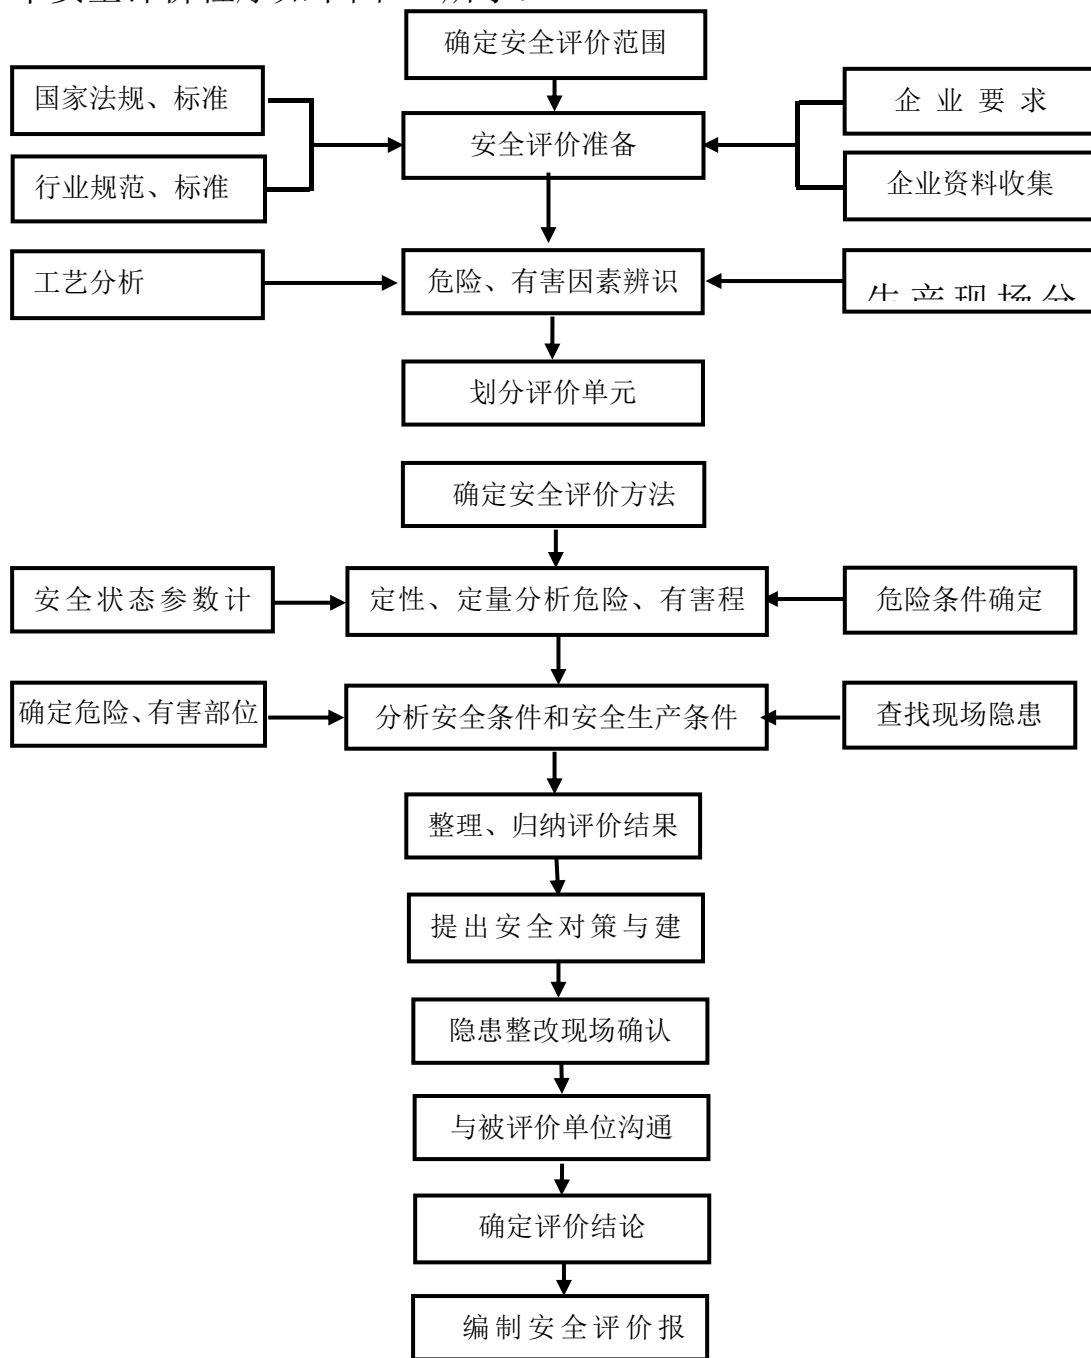 确定安全评价范围
国家法规、标准
企业要求
安全评价准备
行业规范、标准
企业资料收集
工艺分析
危险、有害因素辨识
生产现场分
划分评价单元
确定安全评价方法
安全状态参数计
定性、定量分析危险、有害程
危险条件确定
确定危险、有害部位
分析安全条件和安全生产条件
查找现场隐患
整理、归纳评价结果
提出安全对策与建
隐患整改现场确认
与被评价单位沟通
确定评价结论
编制安全评价报